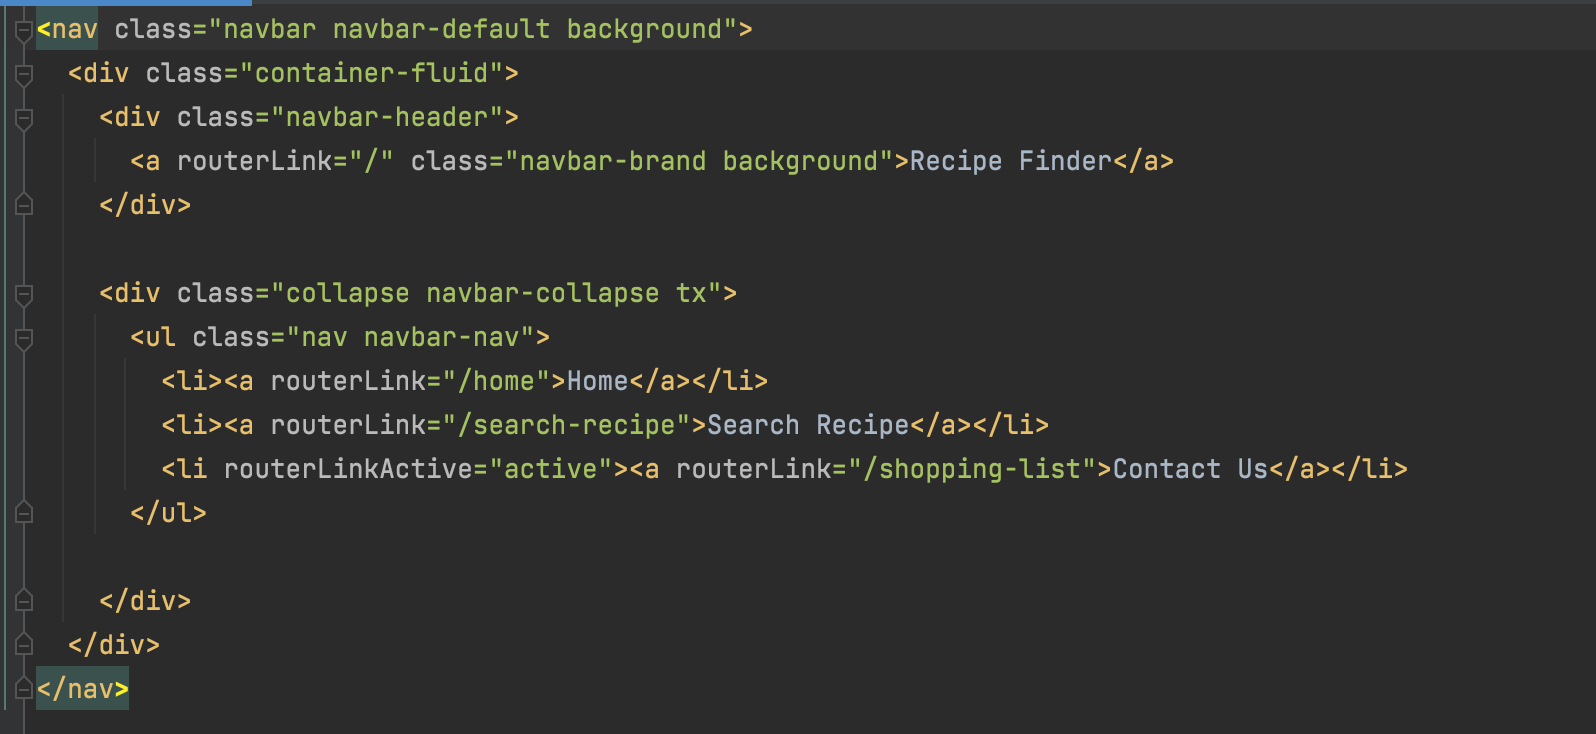 <nav class="navbar navbar-default background">
<div class="container-fluid">
<div class="navbar-header">
<a routerLink="/" class="navbar-brand background">Recipe Finder</a>
</div>
<div class="collapse navbar-collapse tx">
<ul class="nav navbar-nav">
<li><a routerLink="/home">Home</a></li>
<li><a routerLink="/search-recipe">Search Recipe</a></li>
<li routerLinkActive="active"><a routerLink="/shopping-list">Contact Us</a></li>
</ul>
</div>
</div>
</nav>